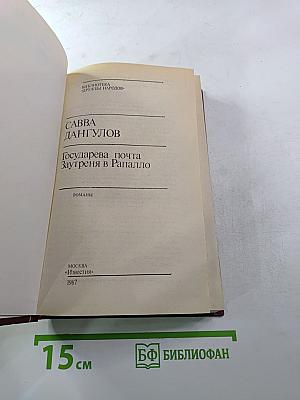 БИБЛИОТЕКА
«ДРУЖБЫ НАРОДОВ»
САВВА
ДАНГУЛОВ
Государева почта
Заутреня в Рапалло
РОМАНЫ
МОСКВА
«Известия»
1987
15 см
БФ БИБЛИОФАН